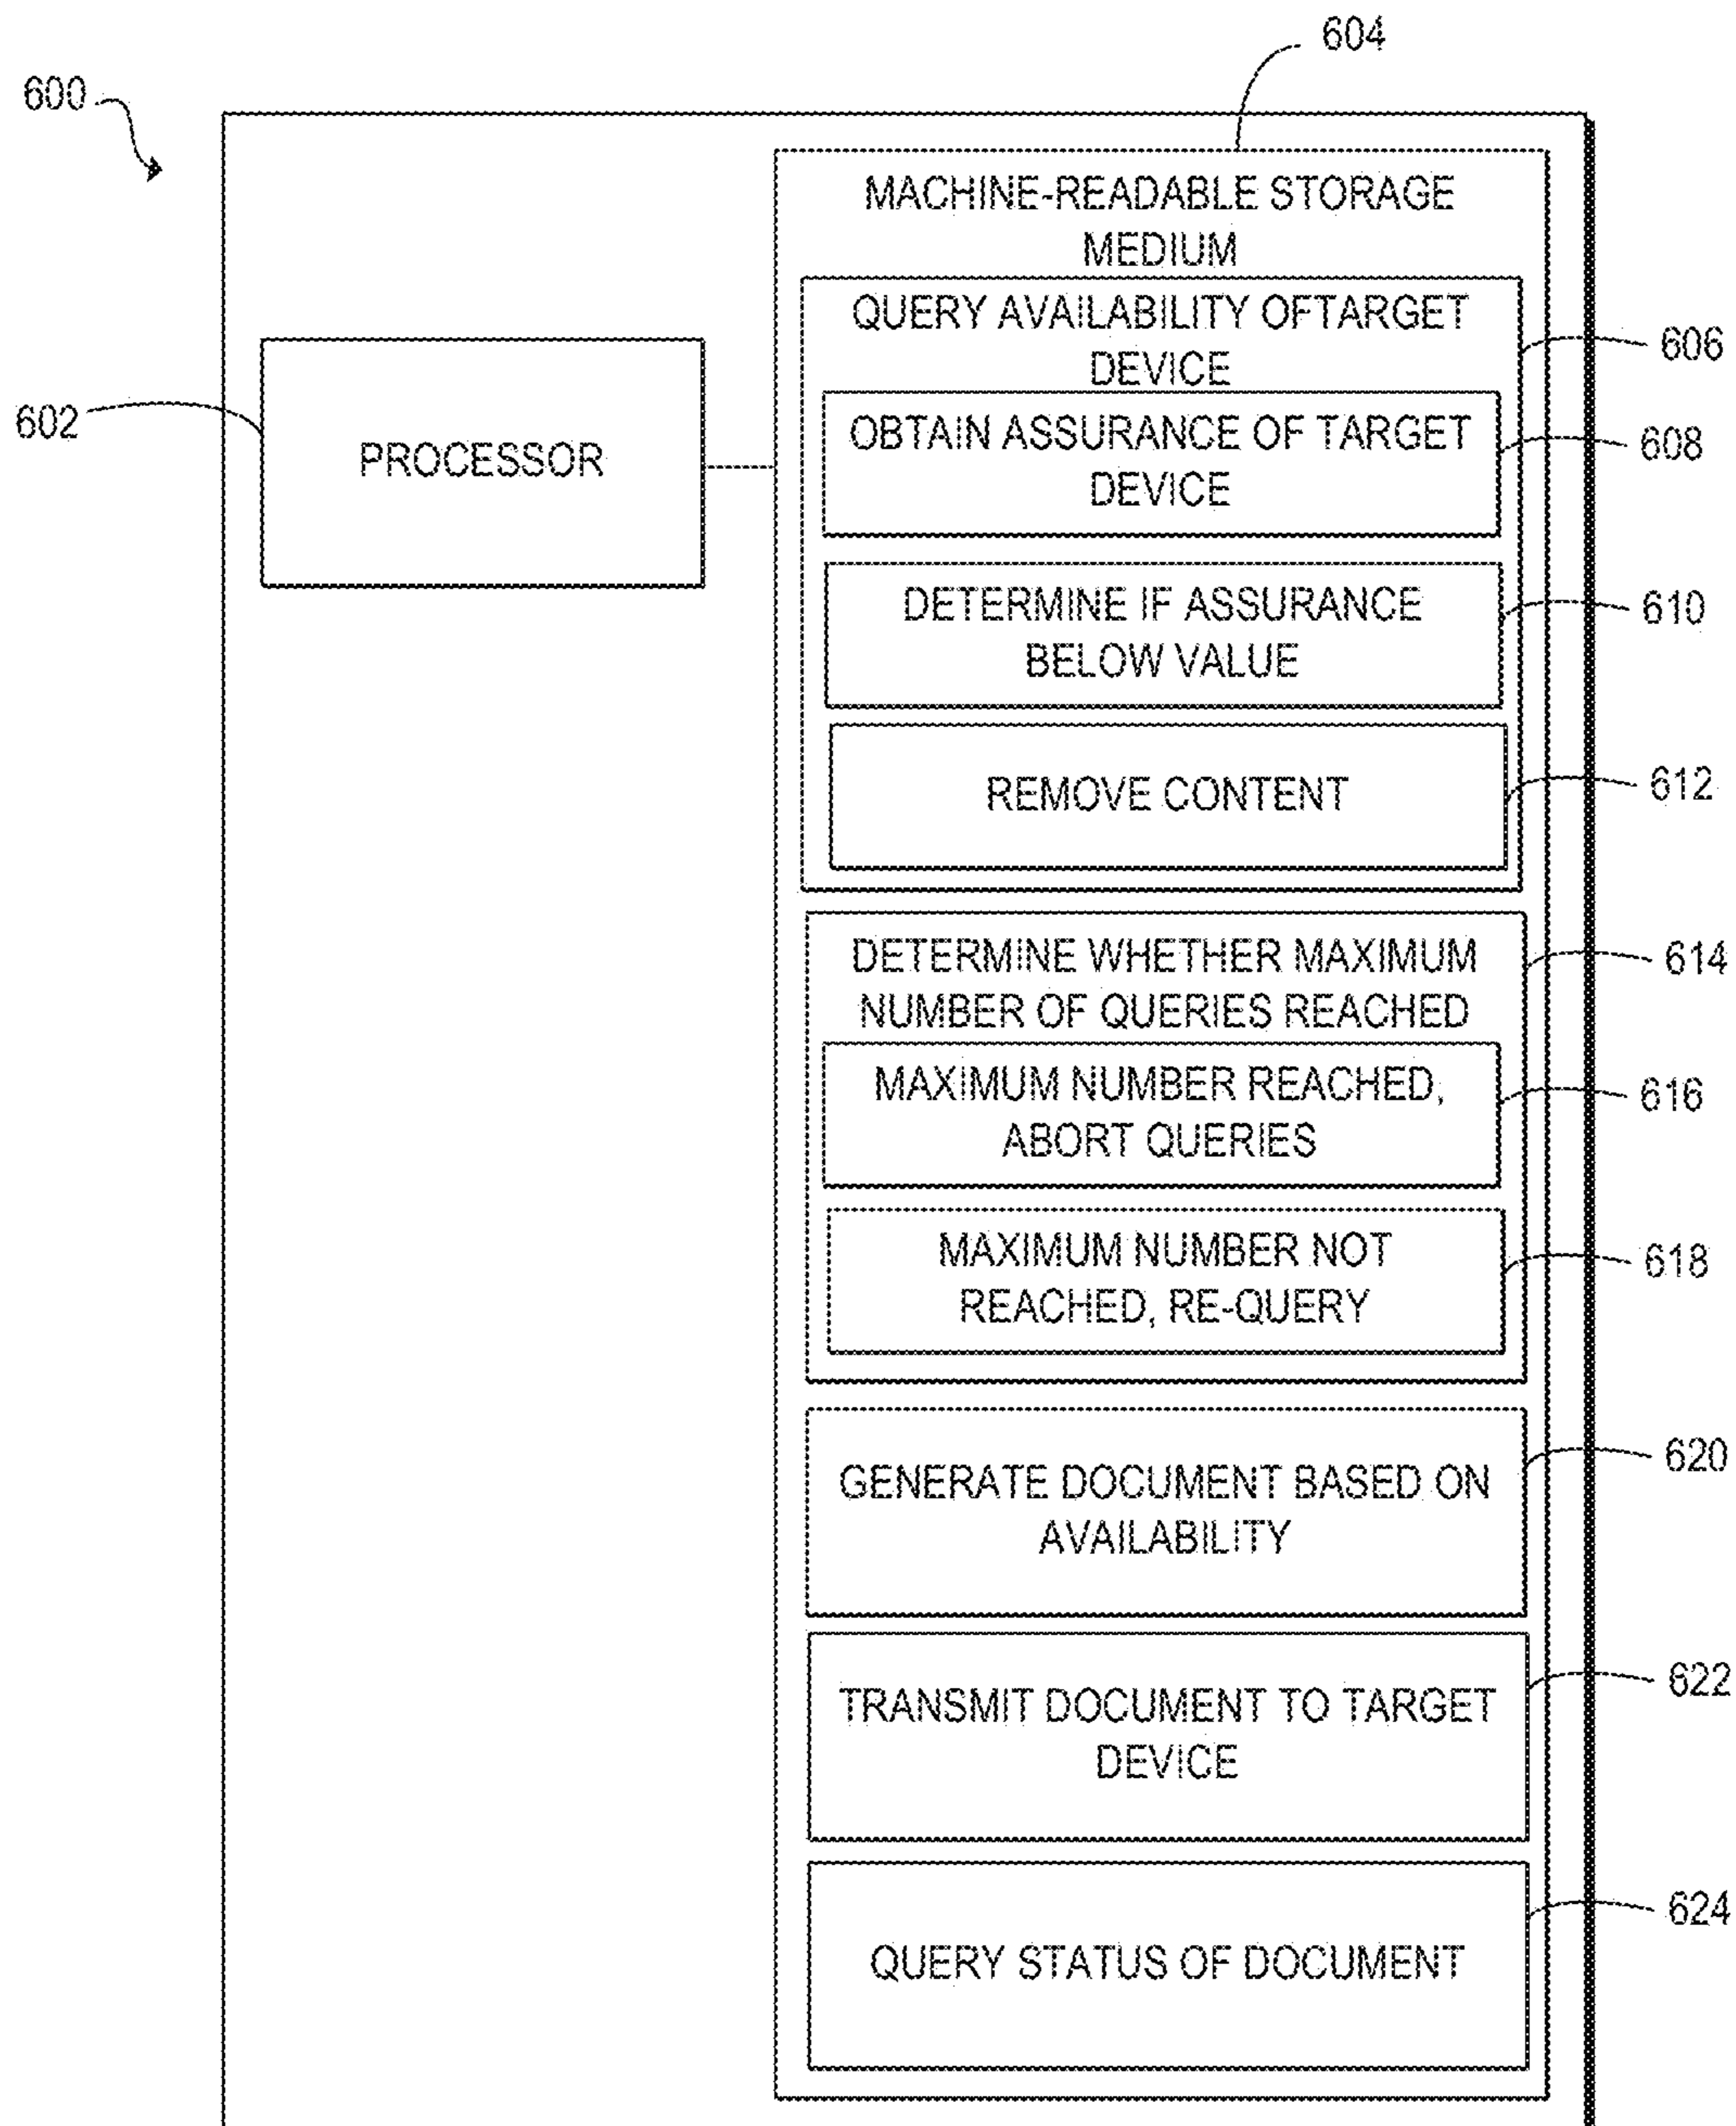 604
600
MACHINE-READABLE STORAGE
MEDIUM
QUERY AVAILABILITY OFTARGET
DEVICE
606
602
PROCESSOR
OBTAIN ASSURANCE OF TARGET
DEVICE
608
DETERMINE IF ASSURANCE
BELOW VALUE
610
REMOVE CONTENT
612
DETERMINE WHETHER MAXIMUM
NUMBER OF QUERIES REACHED
614
MAXIMUM NUMBER REACHED,
ABORT QUERIES
616
MAXIMUM NUMBER NOT
REACHED, RE-QUERY
618
GENERATE DOCUMENT BASED ON
AVAILABILITY
620
TRANSMIT DOCUMENT TO TARGET
DEVICE
622
QUERY STATUS OF DOCUMENT
624